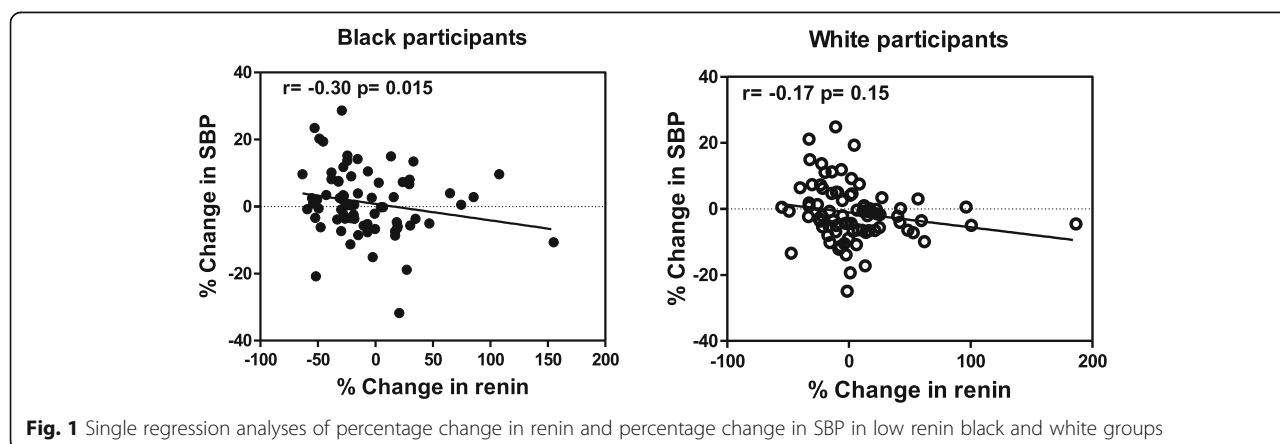 Black participants
r= -0.30 p= 0.015
% Change in SBP
40
20
0
-20
-40
-100
-50
0
50
100
150
200
% Change in renin
White participants
r= -0.17 p= 0.15
% Change in SBP
40
20
0
-20
-40
-100
0
100
200
% Change in renin
Fig. 1 Single regression analyses of percentage change in renin and percentage change in SBP in low renin black and white groups